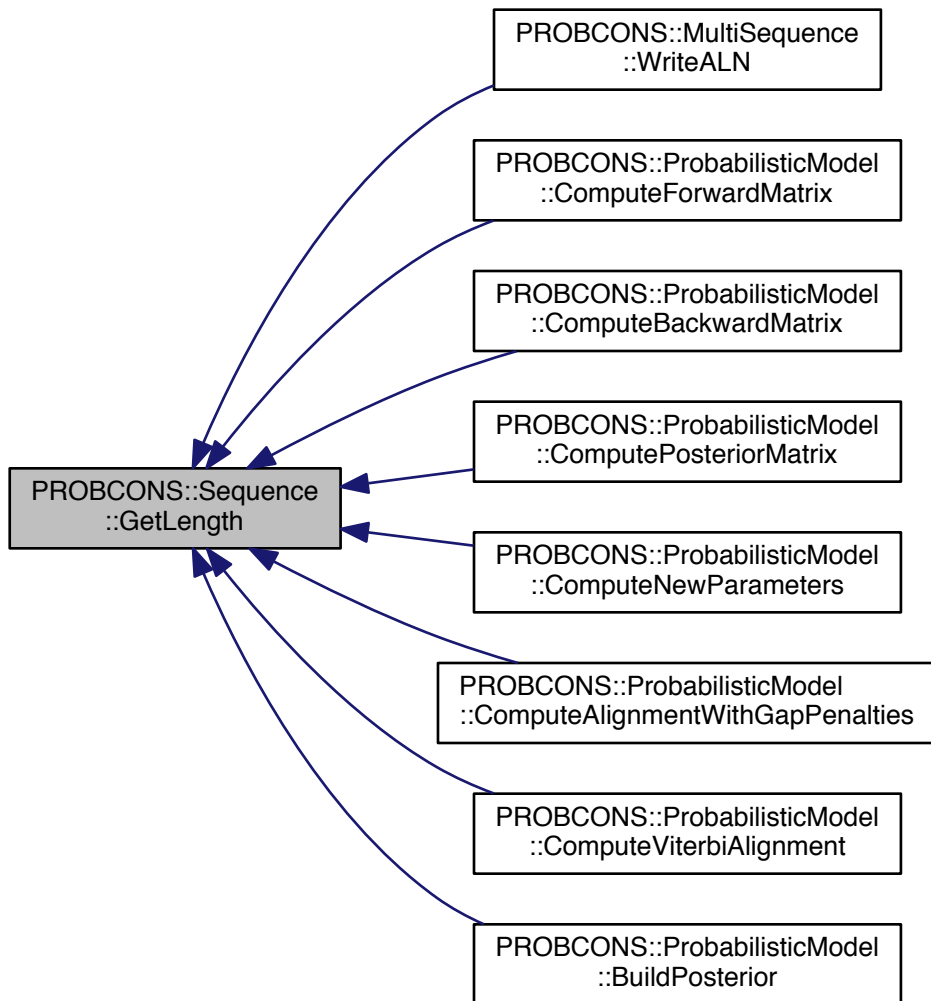 PROBCONS::MultiSequence
::WriteALN
PROBCONS::ProbabilisticModel
::ComputeForwardMatrix
PROBCONS::ProbabilisticModel
::ComputeBackwardMatrix
PROBCONS::ProbabilisticModel
::ComputePosteriorMatrix
PROBCONS::Sequence
::GetLength
PROBCONS::ProbabilisticModel
::ComputeNewParameters
PROBCONS::ProbabilisticModel
::ComputeAlignmentWithGapPenalties
PROBCONS::ProbabilisticModel
::ComputeViterbiAlignment
PROBCONS::ProbabilisticModel
::BuildPosterior